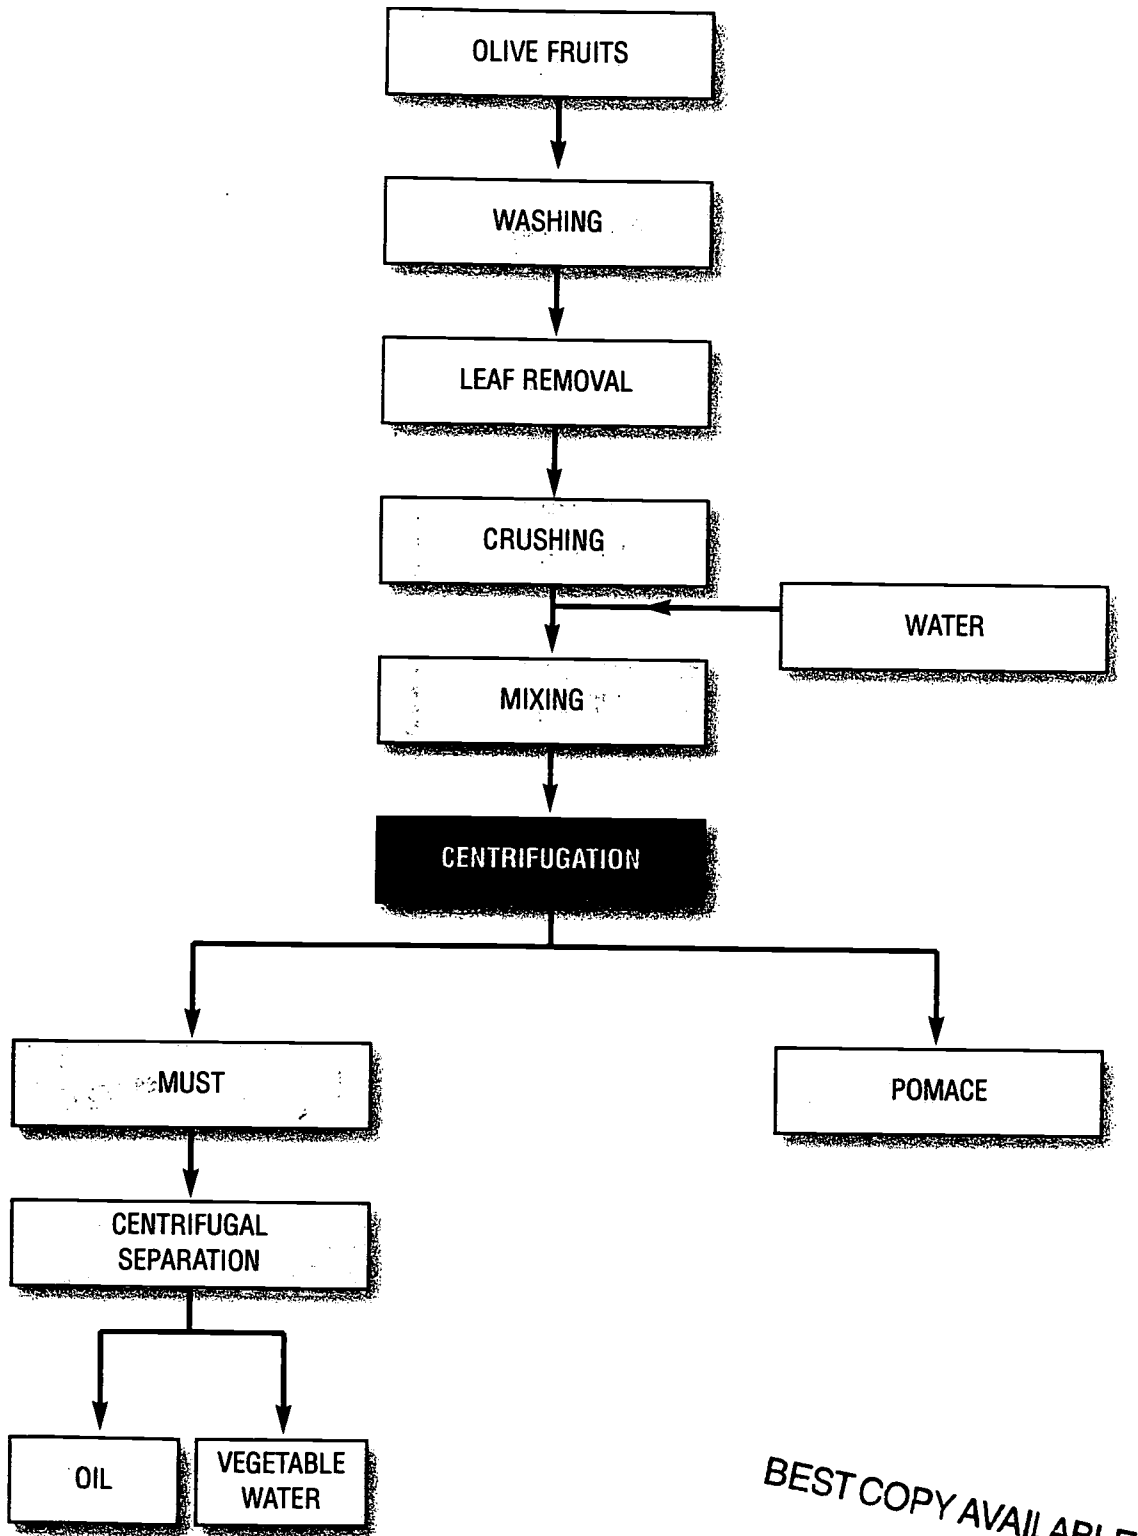 OLIVE FRUITS
WASHING
LEAF REMOVAL
CRUSHING
WATER
MIXING
CENTRIFUGATION
MUST
POMACE
CENTRIFUGAL
SEPARATION
OIL
VEGETABLE
WATER
BEST COPY AVAILABLE